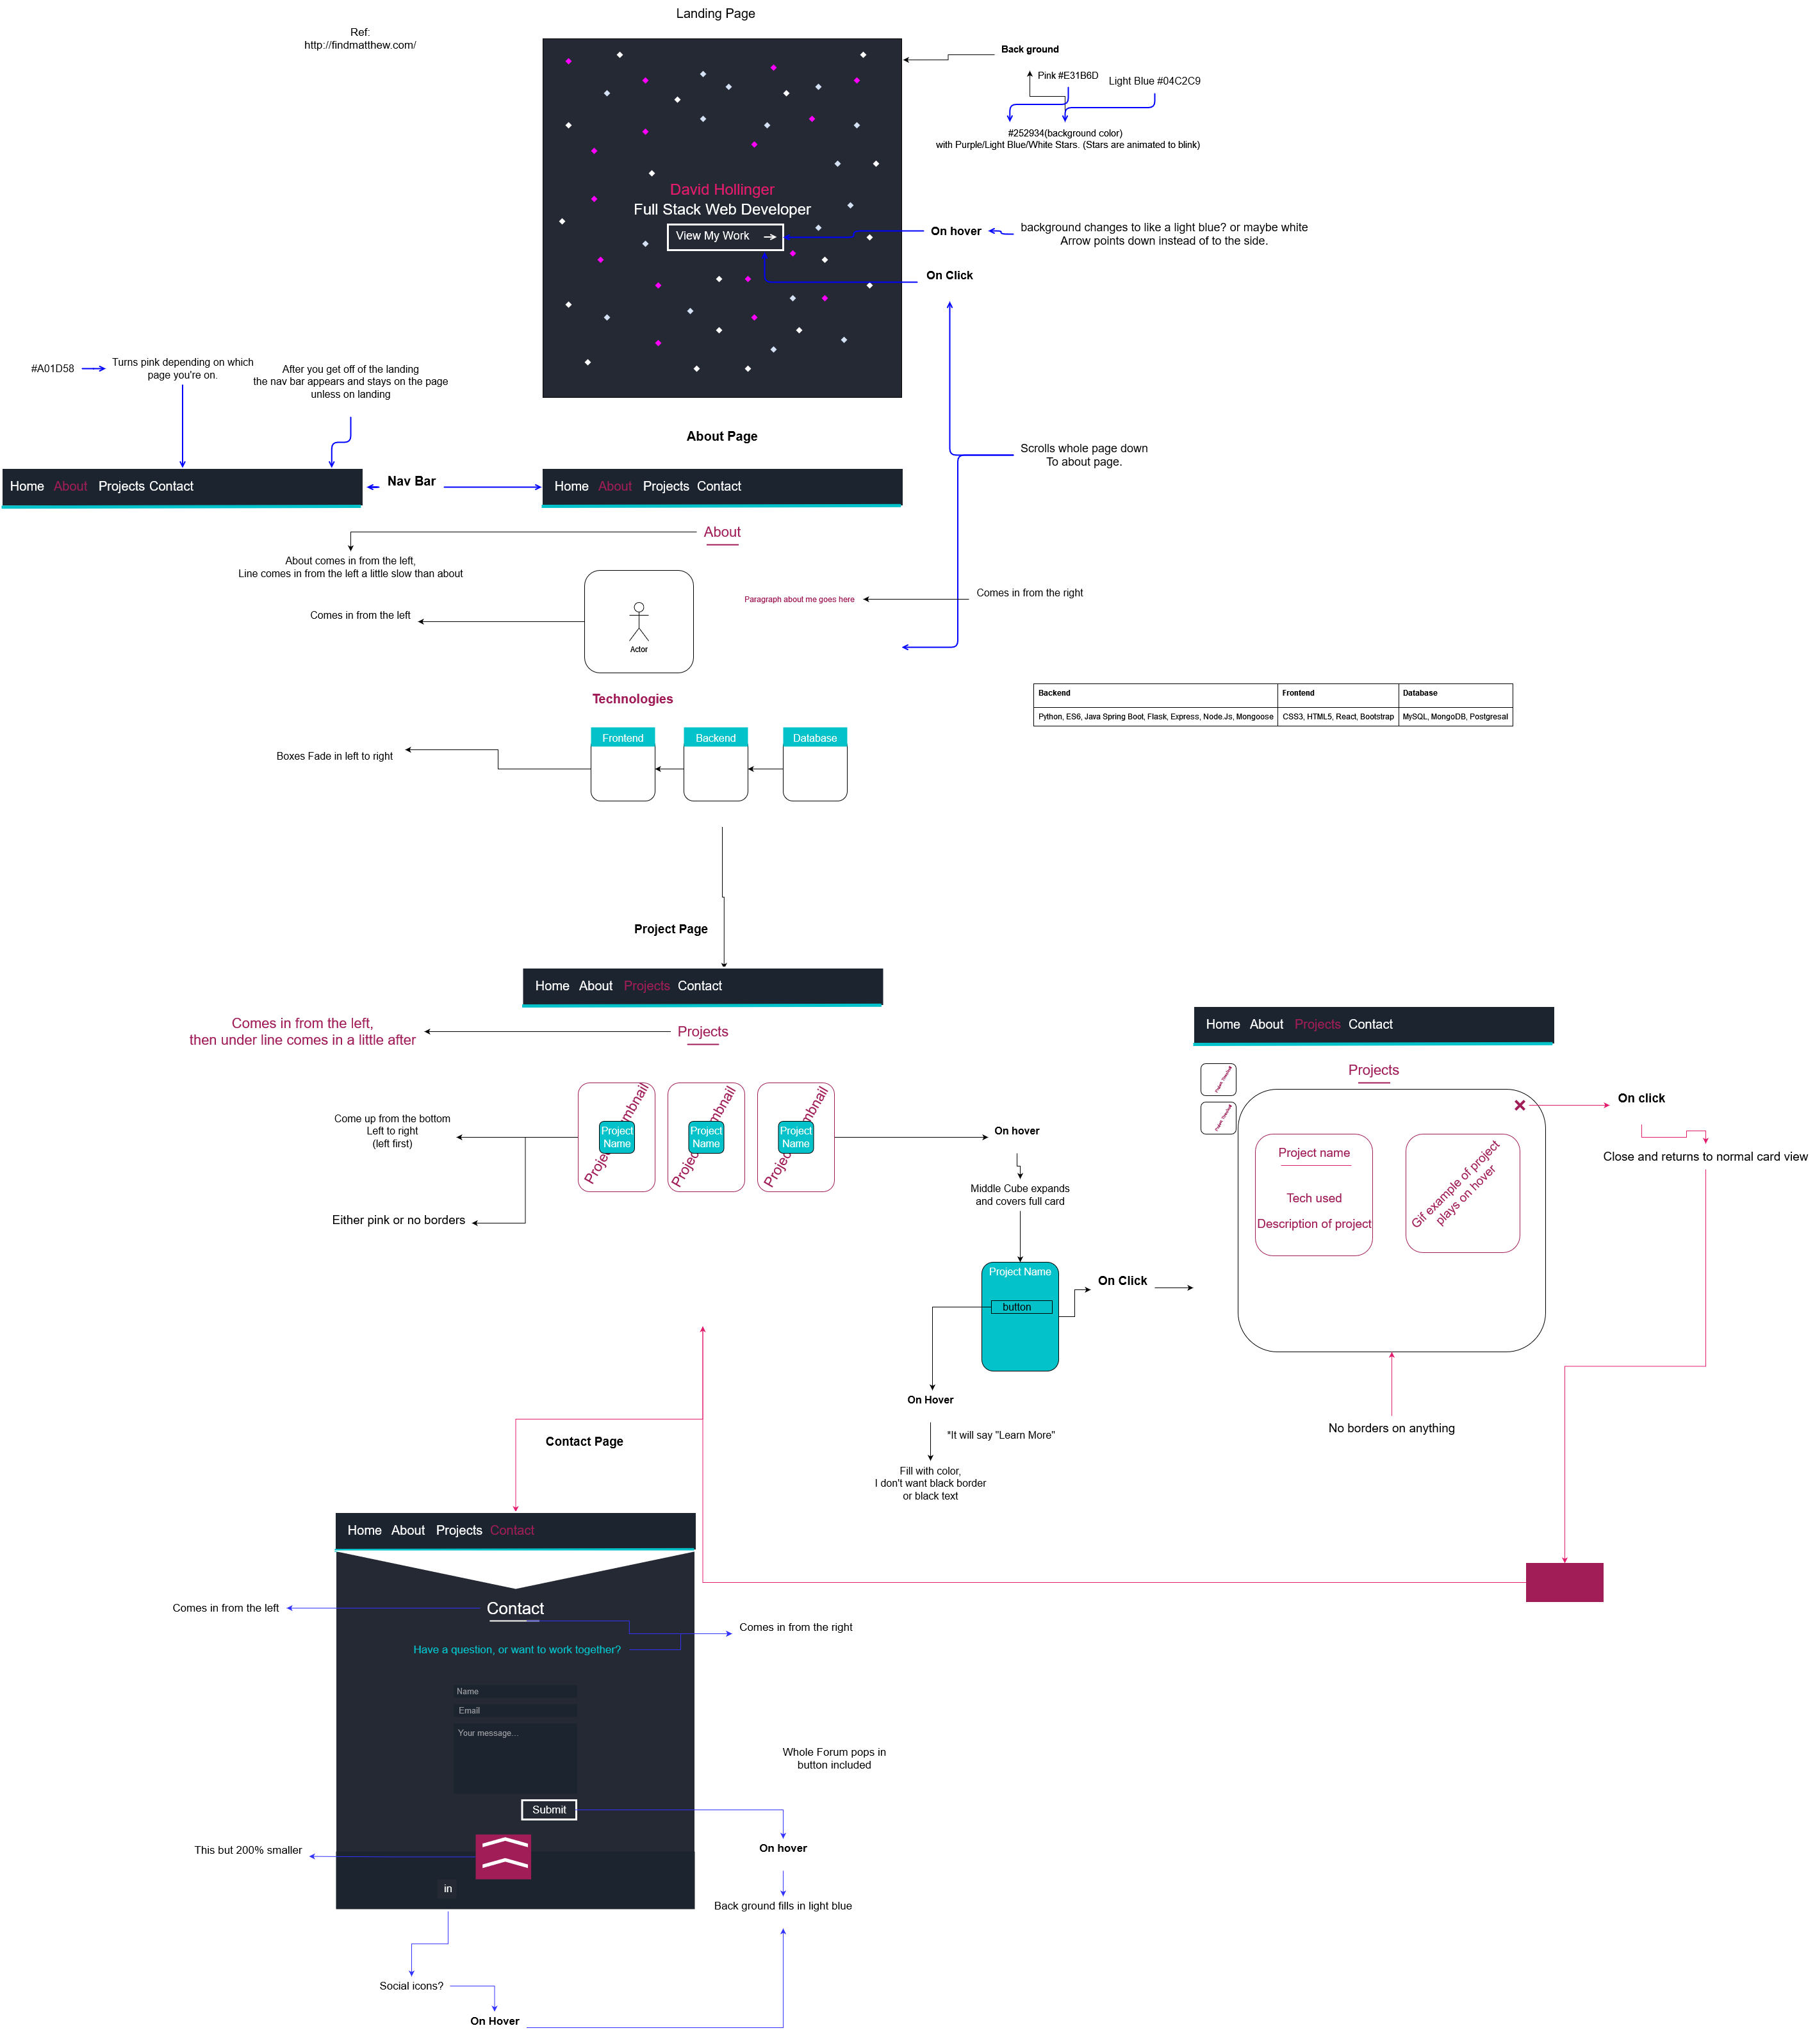 Landing Page
Ref:
http://findmatthew.com/
Back ground
Pink #E31B6D
Light Blue #04C2C9
#252934(background color)
with Purple/Light Blue/White Stars. (Stars are animated to blink)
David Hollinger
Full Stack Web Developer
View My Work
On hover
background changes to like a light blue? or maybe white
Arrow points down instead of to the side.
On Click
#A01D58
Turns pink depending on which
page you're on.
After you get off of the landing
the nav bar appears and stays on the page
unless on landing
About Page
Scrolls whole page down
To about page.
Home About Projects Contact
Nav Bar
Home About Projects Contact
About
About comes in from the left,
Line comes in from the left a little slow than about
Comes in from the left
Actor
Paragraph about me goes here
Comes in from the right
Technologies
Backend Frontend Database
Python, ES6, Java Spring Boot, Flask, Express, Node.Js, Mongoose CSS3, HTML5, React, Bootstrap MySQL, MongoDB, Postgresal
Frontend Backend Database
Boxes Fade in left to right
Project Page
Home About Projects Contact
Comes in from the left,
then under line comes in a little after
Projects
Home About Projects Contact
Projects
On click
Close and returns to normal card view
Come up from the bottom
Left to right
(left first)
Project
Name
Project
Name
Project
Name
On hover
Middle Cube expands
and covers full card
Either pink or no borders
Project name
Tech used
Description of project
Gif example of project
plays on hover
Project Name
button
On Click
On Hover
*It will say "Learn More"
Fill with color,
I don't want black border
or black text
No borders on anything
Contact Page
Home About Projects Contact
Contact
Comes in from the left
Comes in from the right
Have a question, or want to work together?
Name
Email
Your message...
Whole Forum pops in
button included
Submit
On hover
This but 200% smaller
in
Back ground fills in light blue
Social icons?
On Hover